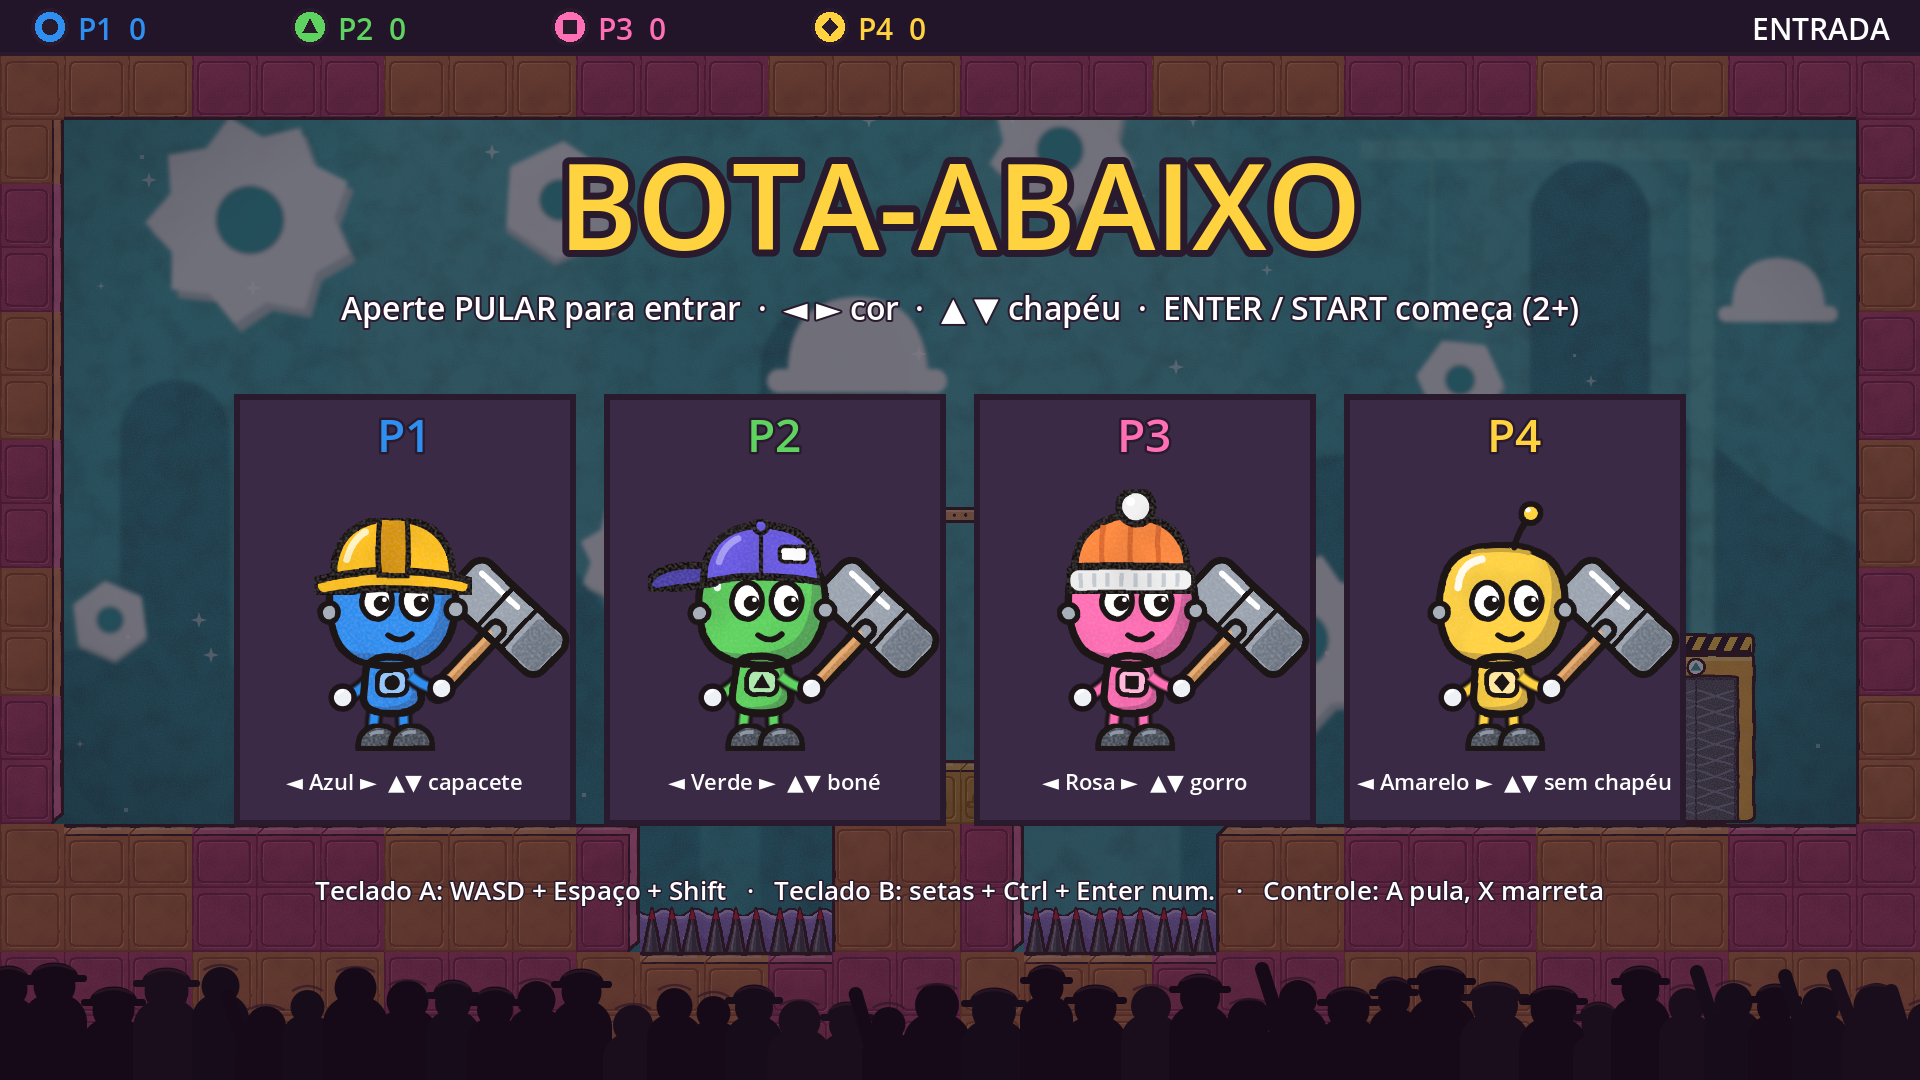 P1 0 P2 0 P3 0 P4 0 ENTRADA
BOTA-ABAIXO
Aperte PULAR para entrar · ◄ ► cor · ▲ ▼ chapéu · ENTER / START começa (2+)
P1 P2 P3 P4
◄ Azul ► ▲▼ capacete ◄ Verde ► ▲▼ boné ◄ Rosa ► ▲▼ gorro ◄ Amarelo ► ▲▼ sem chapéu
Teclado A: WASD + Espaço + Shift · Teclado B: setas + Ctrl + Enter num. · Controle: A pula, X marreta